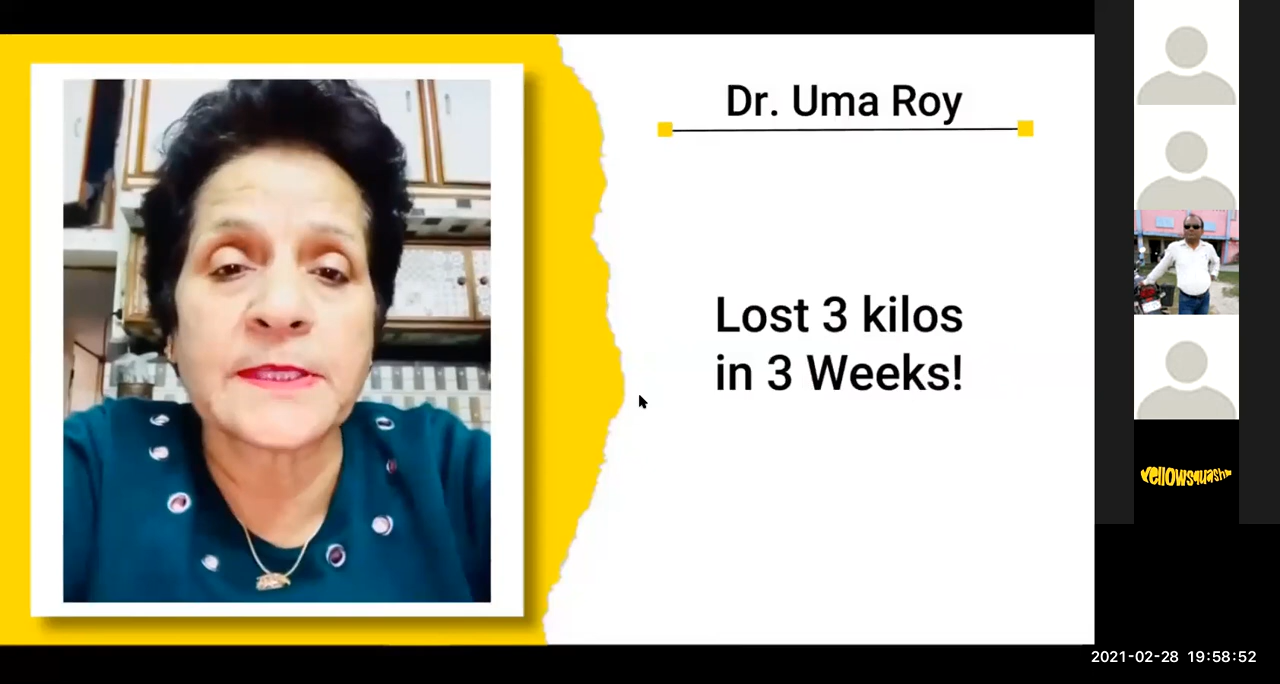 Dr. Uma Roy
Lost 3 kilos
in 3 Weeks!
yellowsquash
2021-02-28 19:58:52